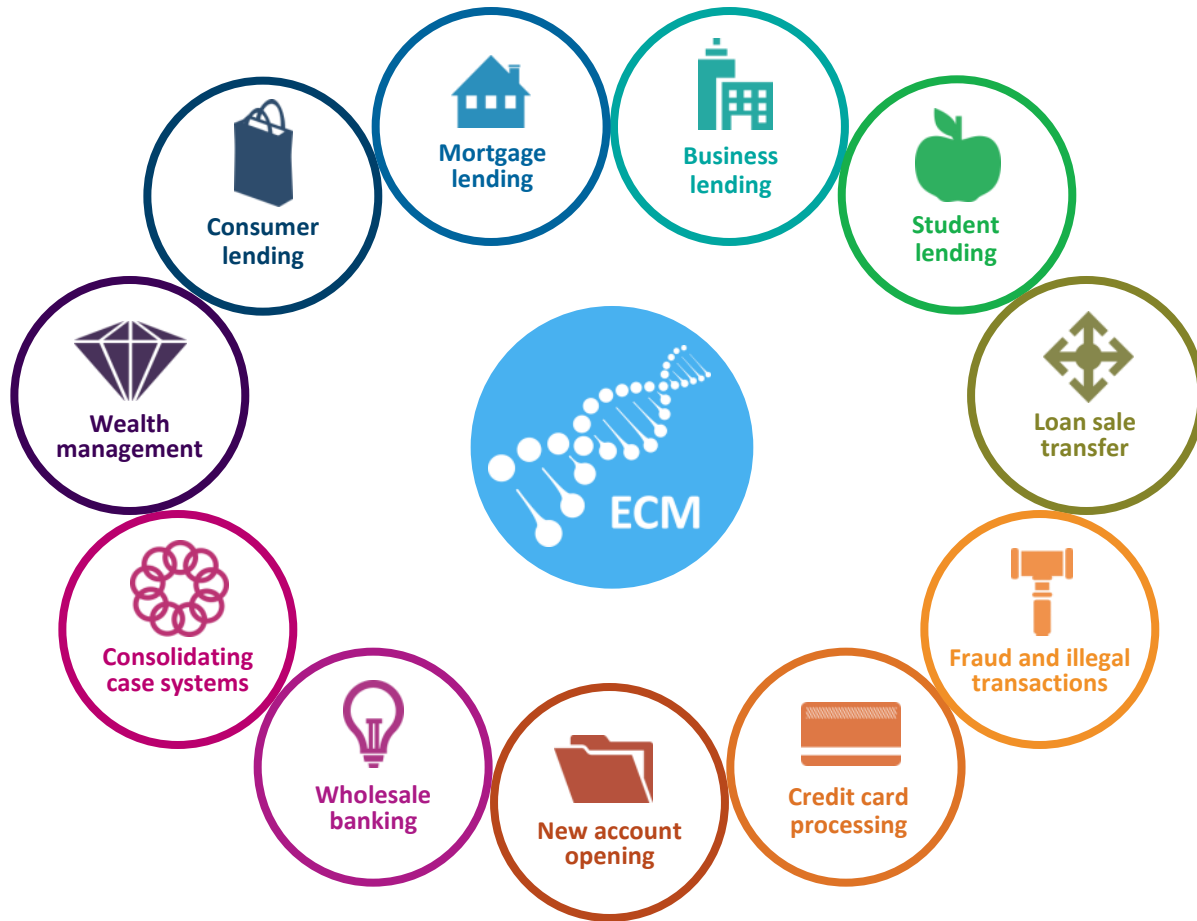 Mortgage
lending
Business
lending
Consumer
lending
Student
lending
Wealth
management
Loan sale
transfer
ECM
Consolidating
case systems
Fraud and illegal
transactions
Wholesale
banking
New account
opening
Credit card
processing